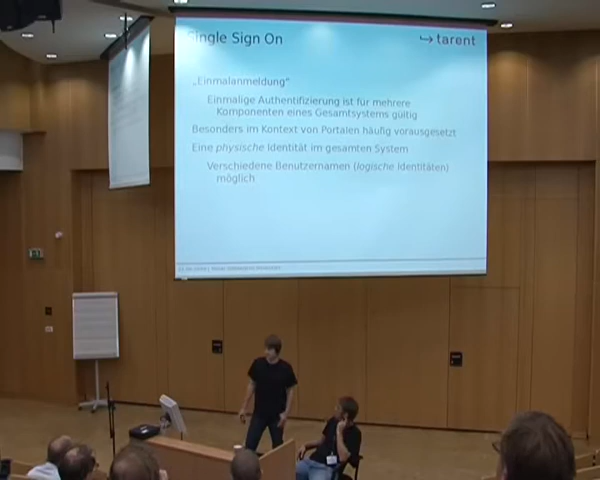 Single Sign On
tarent
„Einmalanmeldung“
Einmalige Authentifizierung ist für mehrere
Komponenten eines Gesamtsystems gültig
Besonders im Kontext von Portalen häufig vorausgesetzt
Eine physische Identität im gesamten System
Verschiedene Benutzernamen (logische Identitäten)
möglich